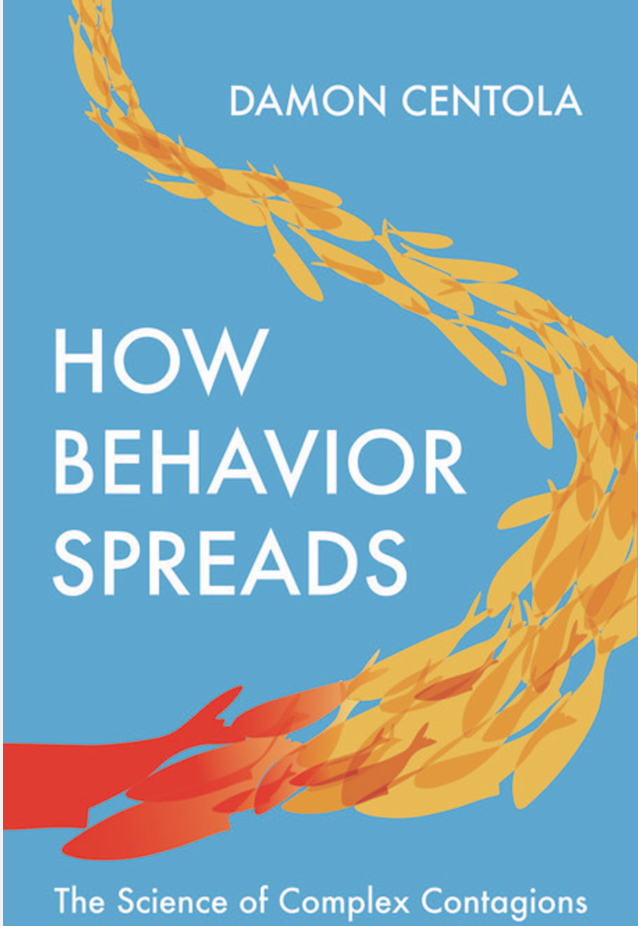 DAMON CENTOLA
HOW
BEHAVIOR
SPREADS
The Science of Complex Contagions